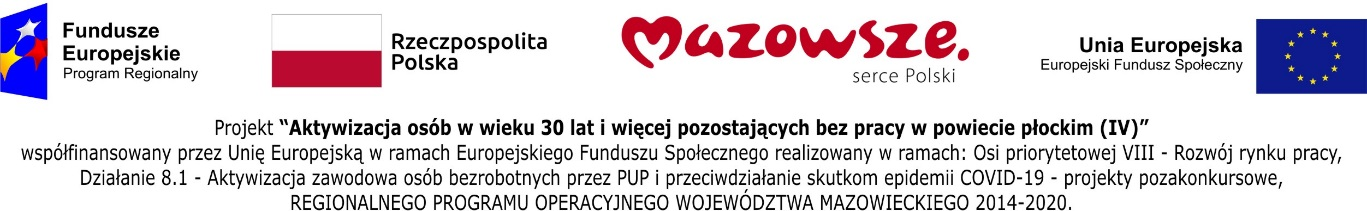 Fundusze
Europejskie
Program Regionalny
Rzeczpospolita
Polska
mazowsze.
serce Polski
Unia Europejska
Europejski Fundusz Społeczny
Projekt “Aktywizacja osób w wieku 30 lat i więcej pozostających bez pracy w powiecie płockim (IV)”
współfinansowany przez Unię Europejską w ramach Europejskiego Funduszu Społecznego realizowany w ramach: Osi priorytetowej VIII - Rozwój rynku pracy,
Działanie 8.1 - Aktywizacja zawodowa osób bezrobotnych przez PUP i przeciwdziałanie skutkom epidemii COVID-19 - projekty pozakonkursowe,
REGIONALNEGO PROGRAMU OPERACYJNEGO WOJEWÓDZTWA MAZOWIECKIEGO 2014-2020.